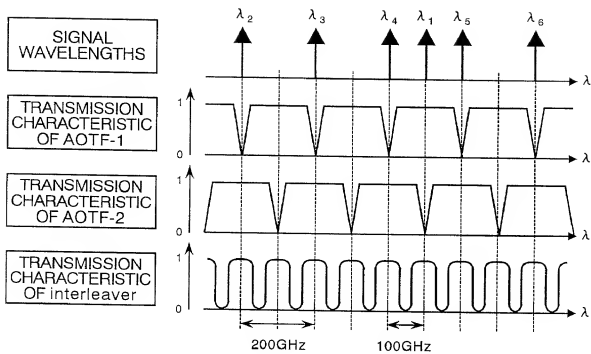 λ2 λ3 λ4 λ1 λ5 λ6
SIGNAL
WAVELENGTHS
λ
TRANSMISSION
CHARACTERISTIC
OF AOTF-1
1
0
λ
TRANSMISSION
CHARACTERISTIC
OF AOTF-2
1
0
λ
TRANSMISSION
CHARACTERISTIC
OF interleaver
1
0
λ
200GHz 100GHz